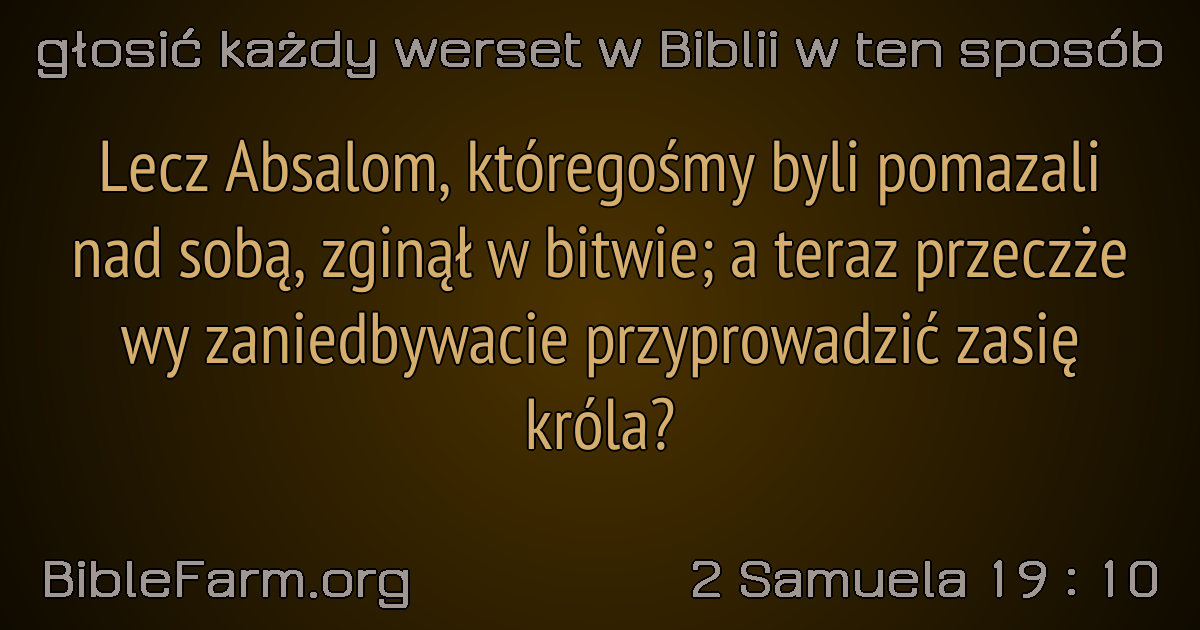 głosić każdy werset w Biblii w ten sposób
Lecz Absalom, któregośmy byli pomazali
nad sobą, zginął w bitwie; a teraz przeczże
wy zaniedbywacie przyprowadzić zasię
króla?
BibleFarm.org
2 Samuela 19 : 10